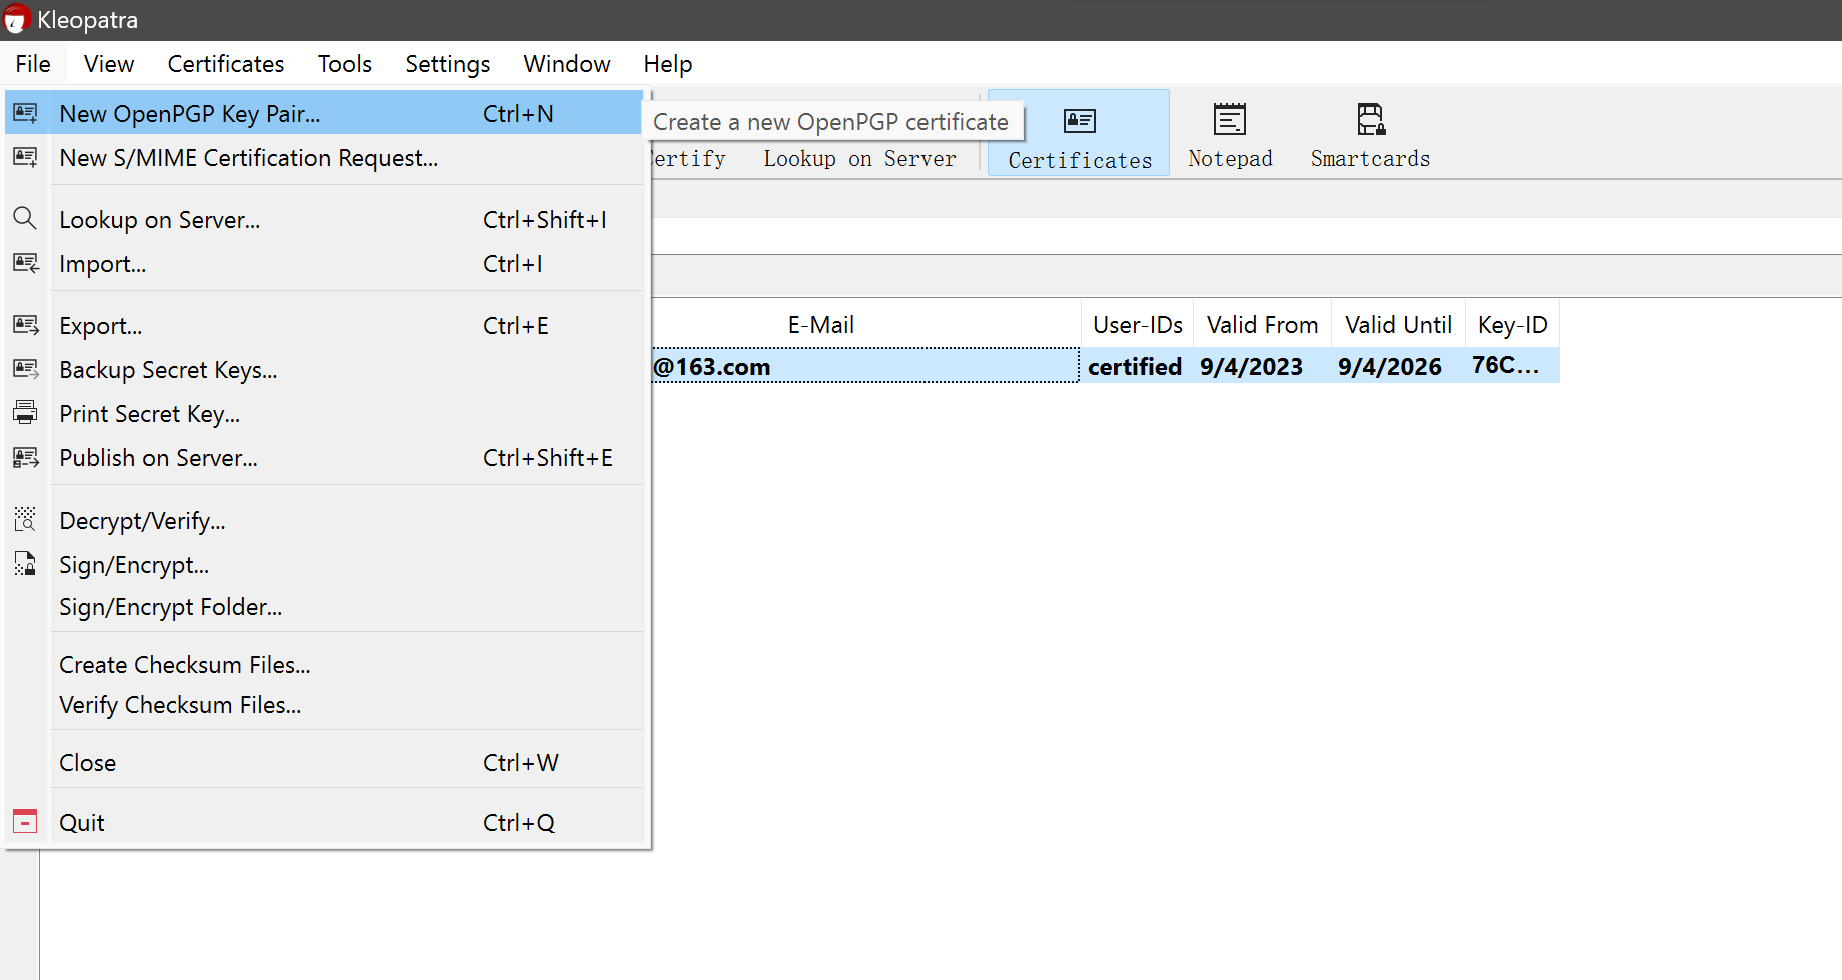 Kleopatra
File View Certificates Tools Settings Window Help
New OpenPGP Key Pair... Ctrl+N
Create a new OpenPGP certificate
New S/MIME Certification Request...
Lookup on Server Certificates Notepad Smartcards
Lookup on Server... Ctrl+Shift+I
Import... Ctrl+I
Export... Ctrl+E
E-Mail User-IDs Valid From Valid Until Key-ID
Backup Secret Keys...
@163.com certified 9/4/2023 9/4/2026 76C...
Print Secret Key...
Publish on Server... Ctrl+Shift+E
Decrypt/Verify...
Sign/Encrypt...
Sign/Encrypt Folder...
Create Checksum Files...
Verify Checksum Files...
Close Ctrl+W
Quit Ctrl+Q